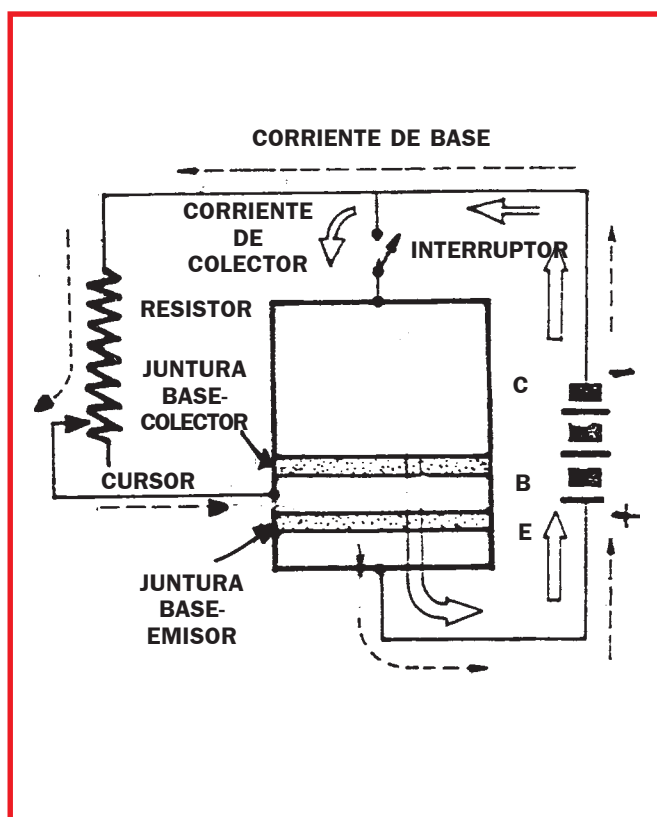 CORRIENTE DE BASE
CORRIENTE
DE
COLECTOR
INTERRUPTOR
RESISTOR
JUNTURA
BASE-
COLECTOR
C
-
CURSOR
B
+
E
JUNTURA
BASE-
EMISOR